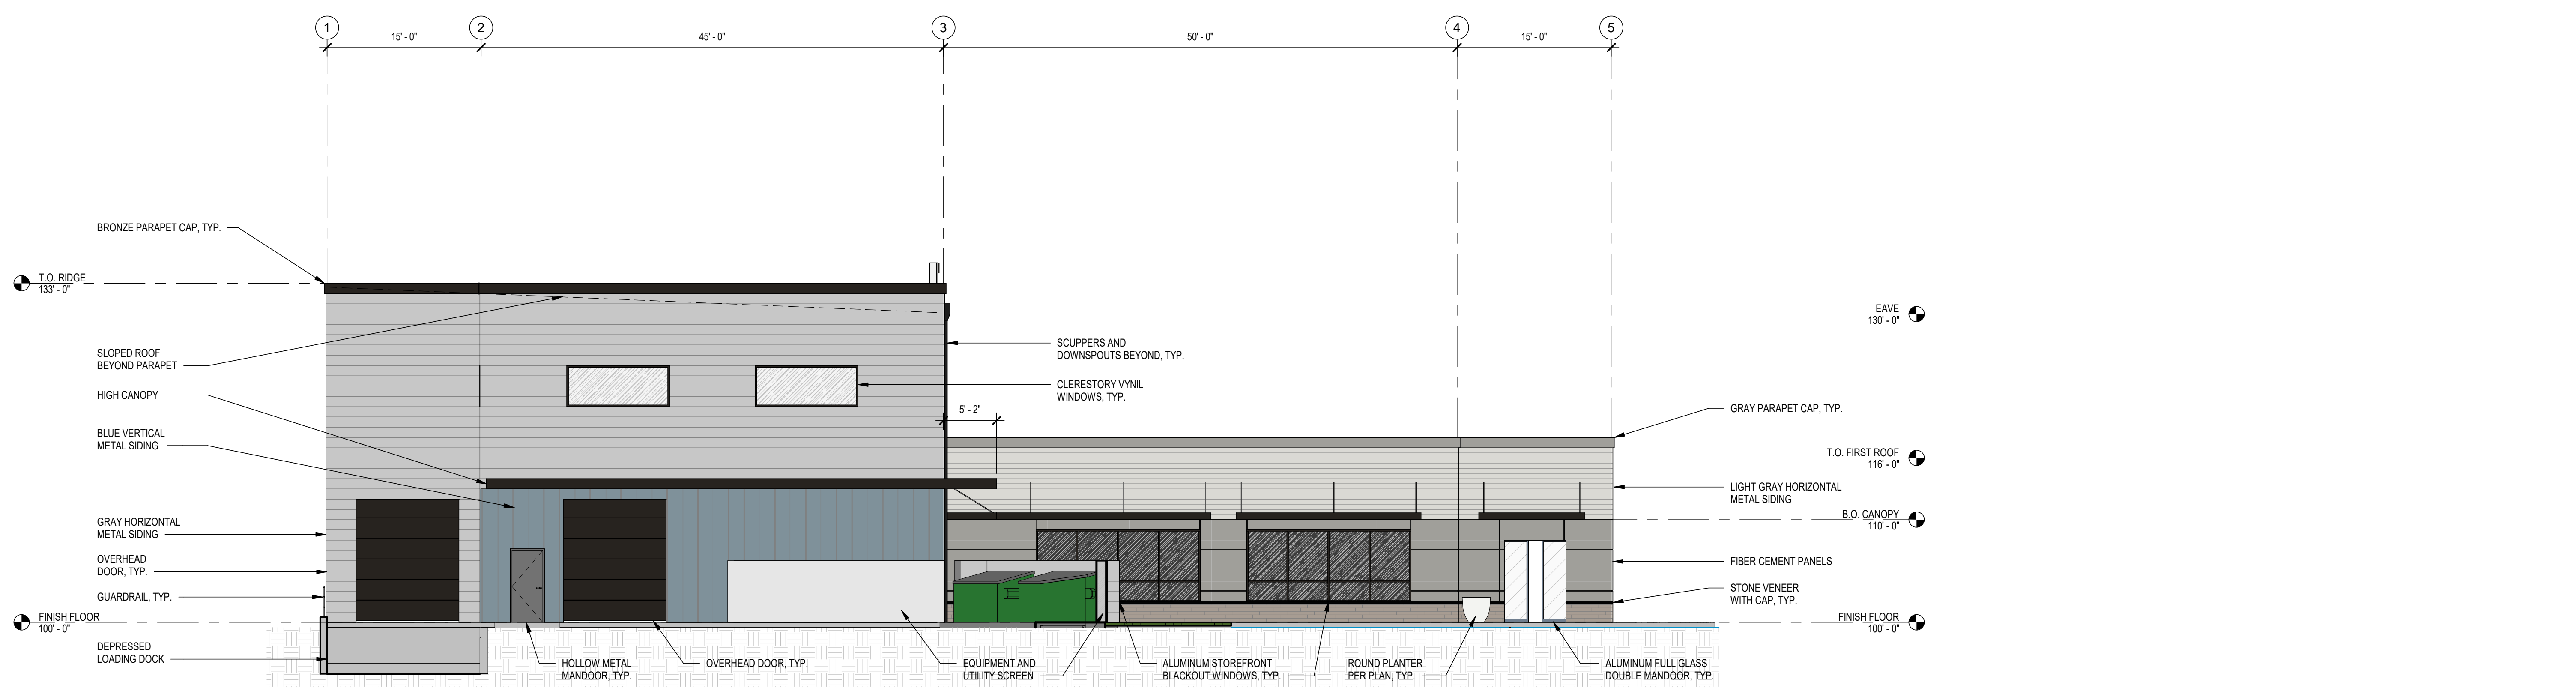 1
2
3
4
5
15' - 0"
45' - 0"
50' - 0"
15' - 0"
BRONZE PARAPET CAP, TYP.
T.O. RIDGE
133' - 0"
EAVE
130' - 0"
SLOPED ROOF
BEYOND PARAPET
SCUPPERS AND
DOWNSPOUTS BEYOND, TYP.
HIGH CANOPY
CLERESTORY VYNIL
WINDOWS, TYP.
5' - 2"
GRAY PARAPET CAP, TYP.
BLUE VERTICAL
METAL SIDING
T.O. FIRST ROOF
116' - 0"
LIGHT GRAY HORIZONTAL
METAL SIDING
GRAY HORIZONTAL
METAL SIDING
B.O. CANOPY
110' - 0"
OVERHEAD
DOOR, TYP.
FIBER CEMENT PANELS
GUARDRAIL, TYP.
STONE VENEER
WITH CAP, TYP.
FINISH FLOOR
100' - 0"
FINISH FLOOR
100' - 0"
DEPRESSED
LOADING DOCK
HOLLOW METAL
MANDOOR, TYP.
OVERHEAD DOOR, TYP.
EQUIPMENT AND
UTILITY SCREEN
ALUMINUM STOREFRONT
BLACKOUT WINDOWS, TYP.
ROUND PLANTER
PER PLAN, TYP.
ALUMINUM FULL GLASS
DOUBLE MANDOOR, TYP.